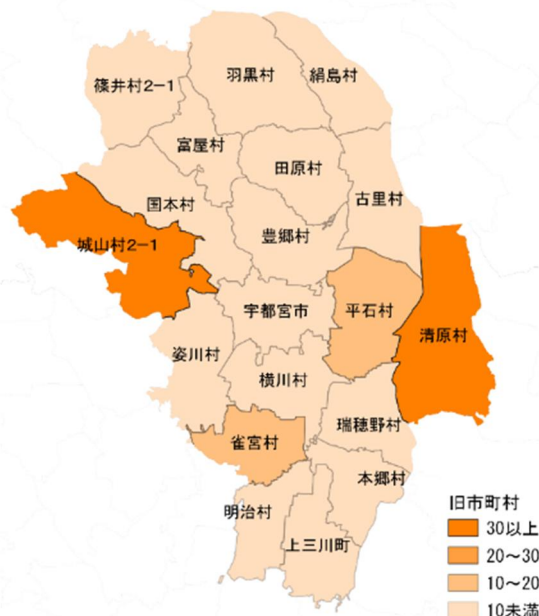 羽黒村
絹島村
篠井村2-1
富屋村
田原村
古里村
国本村
豊郷村
城山村2-1
宇都宮市
平石村
清原村
姿川村
横川村
瑞穂野村
雀宮村
本郷村
明治村
上三川町
旧市町村
30以上
20～30
10～20
10未満